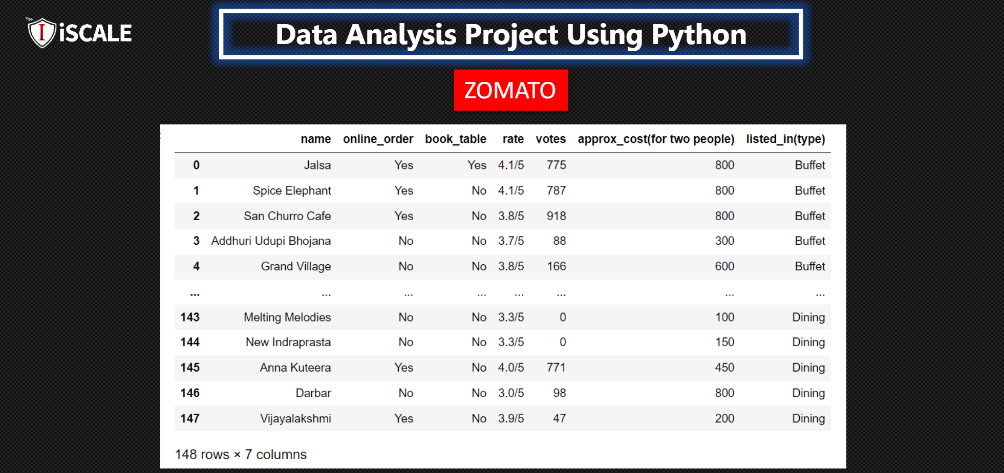 The
I iSCALE
Data Analysis Project Using Python
ZOMATO
name online_order book_table rate votes approx_cost(for two people) listed_in(type)
0 Jalsa Yes Yes 4.1/5 775 800 Buffet
1 Spice Elephant Yes No 4.1/5 787 800 Buffet
2 San Churro Cafe Yes No 3.8/5 918 800 Buffet
3 Addhuri Udupi Bhojana No No 3.7/5 88 300 Buffet
4 Grand Village No No 3.8/5 166 600 Buffet
... ... ... ... ... ... ... ...
143 Melting Melodies No No 3.3/5 0 100 Dining
144 New Indraprasta No No 3.3/5 0 150 Dining
145 Anna Kuteera Yes No 4.0/5 771 450 Dining
146 Darbar No No 3.0/5 98 800 Dining
147 Vijayalakshmi Yes No 3.9/5 47 200 Dining
148 rows × 7 columns